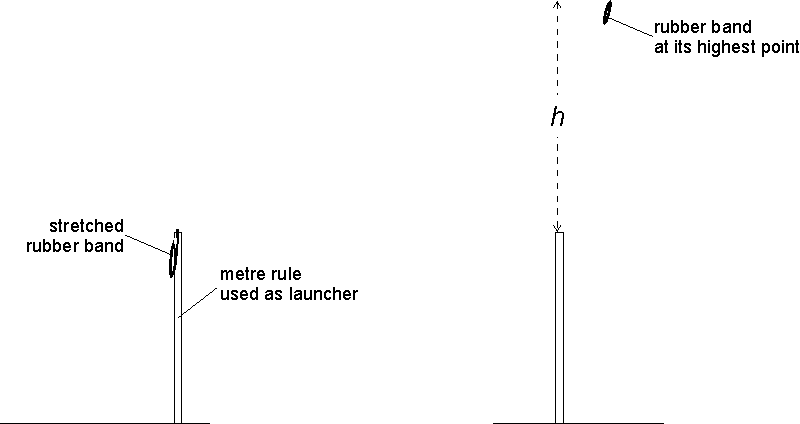 rubber band
at its highest point
h
stretched
rubber band
metre rule
used as launcher